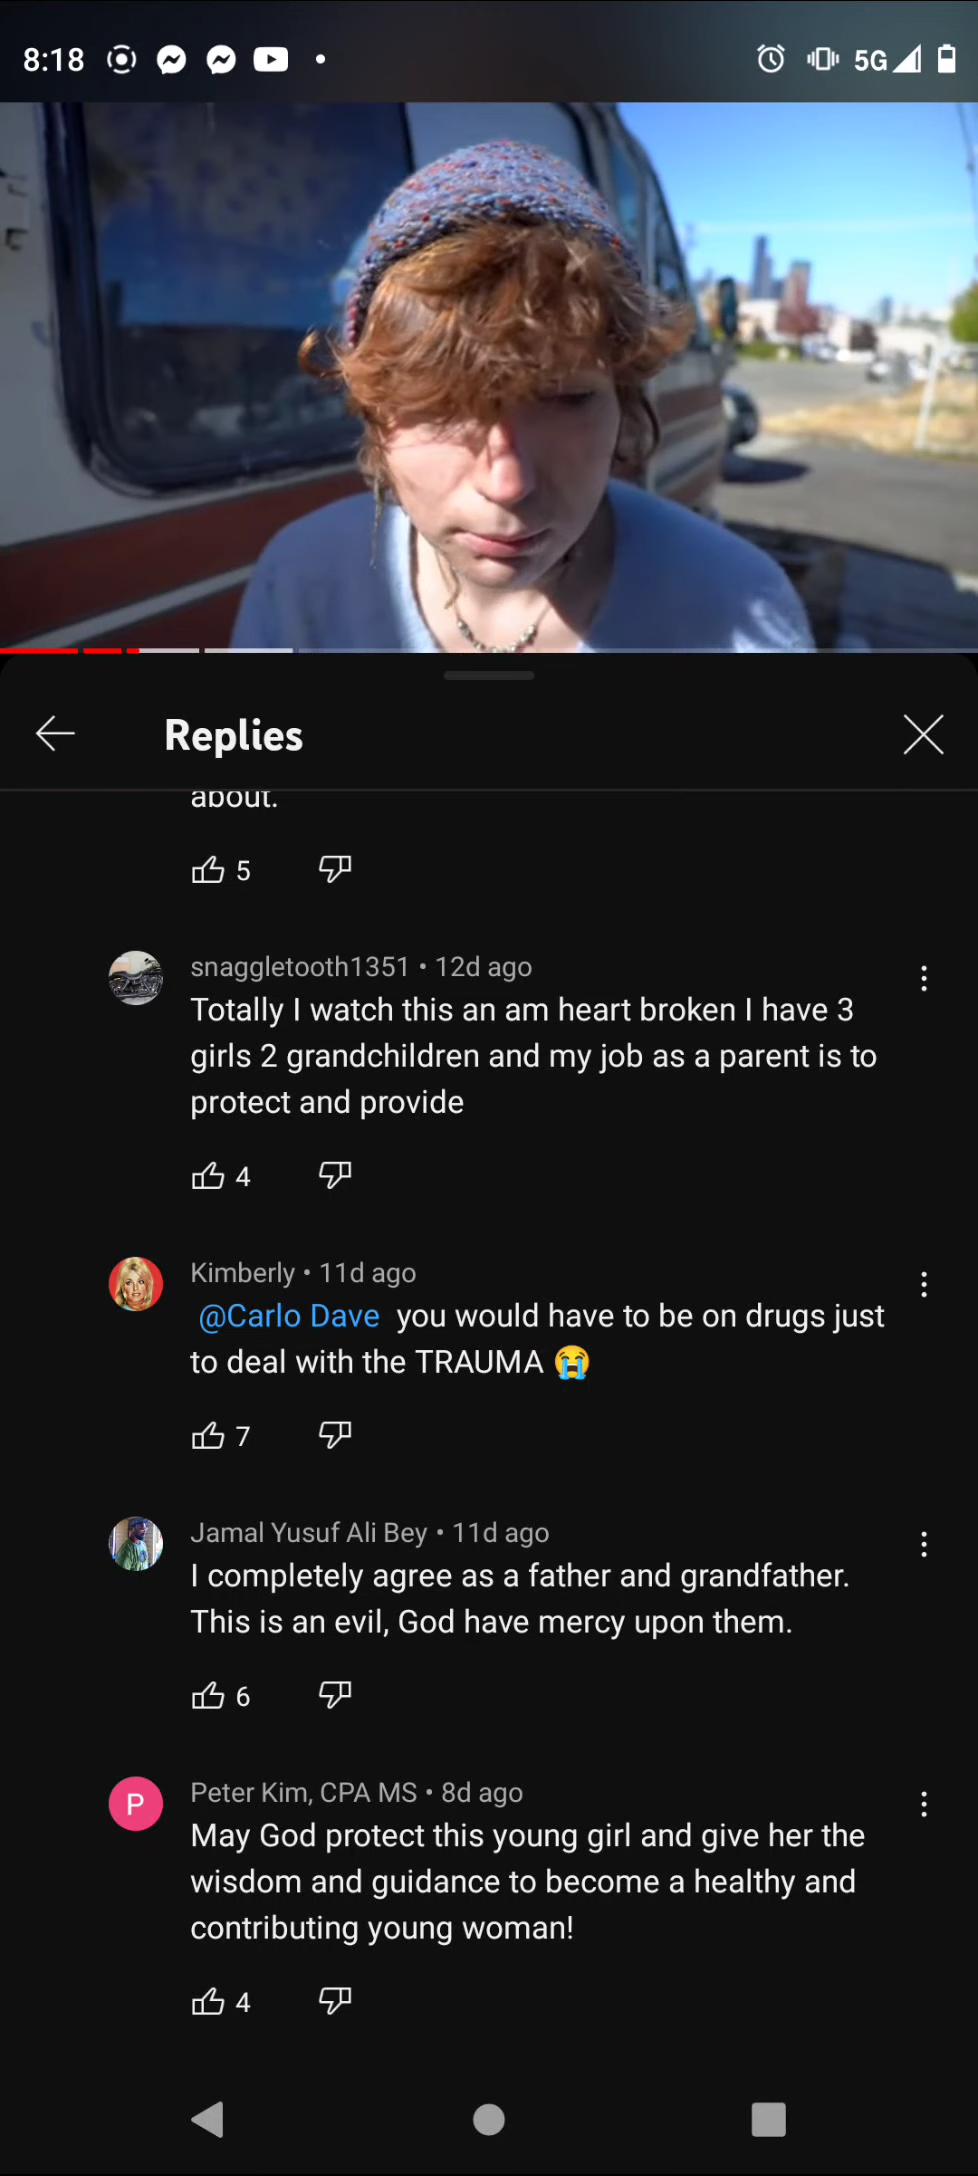 8:18
5G
Replies
about.
5
snaggletooth1351 • 12d ago
Totally I watch this an am heart broken I have 3
girls 2 grandchildren and my job as a parent is to
protect and provide
4
Kimberly • 11d ago
@Carlo Dave you would have to be on drugs just
to deal with the TRAUMA 😭
7
Jamal Yusuf Ali Bey • 11d ago
I completely agree as a father and grandfather.
This is an evil, God have mercy upon them.
6
P
Peter Kim, CPA MS • 8d ago
May God protect this young girl and give her the
wisdom and guidance to become a healthy and
contributing young woman!
4